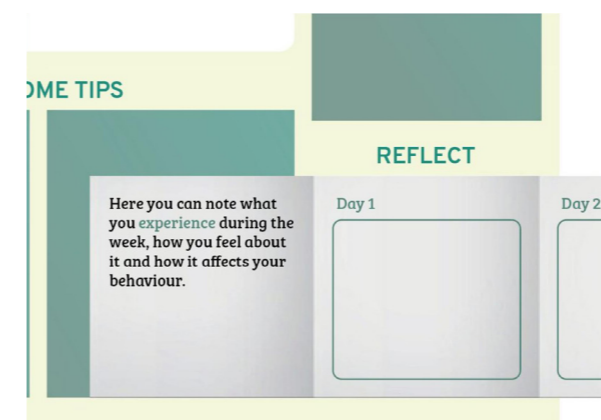 OME TIPS
REFLECT
Here you can note what
you experience during the
week, how you feel about
it and how it affects your
behaviour.
Day 1
Day 2